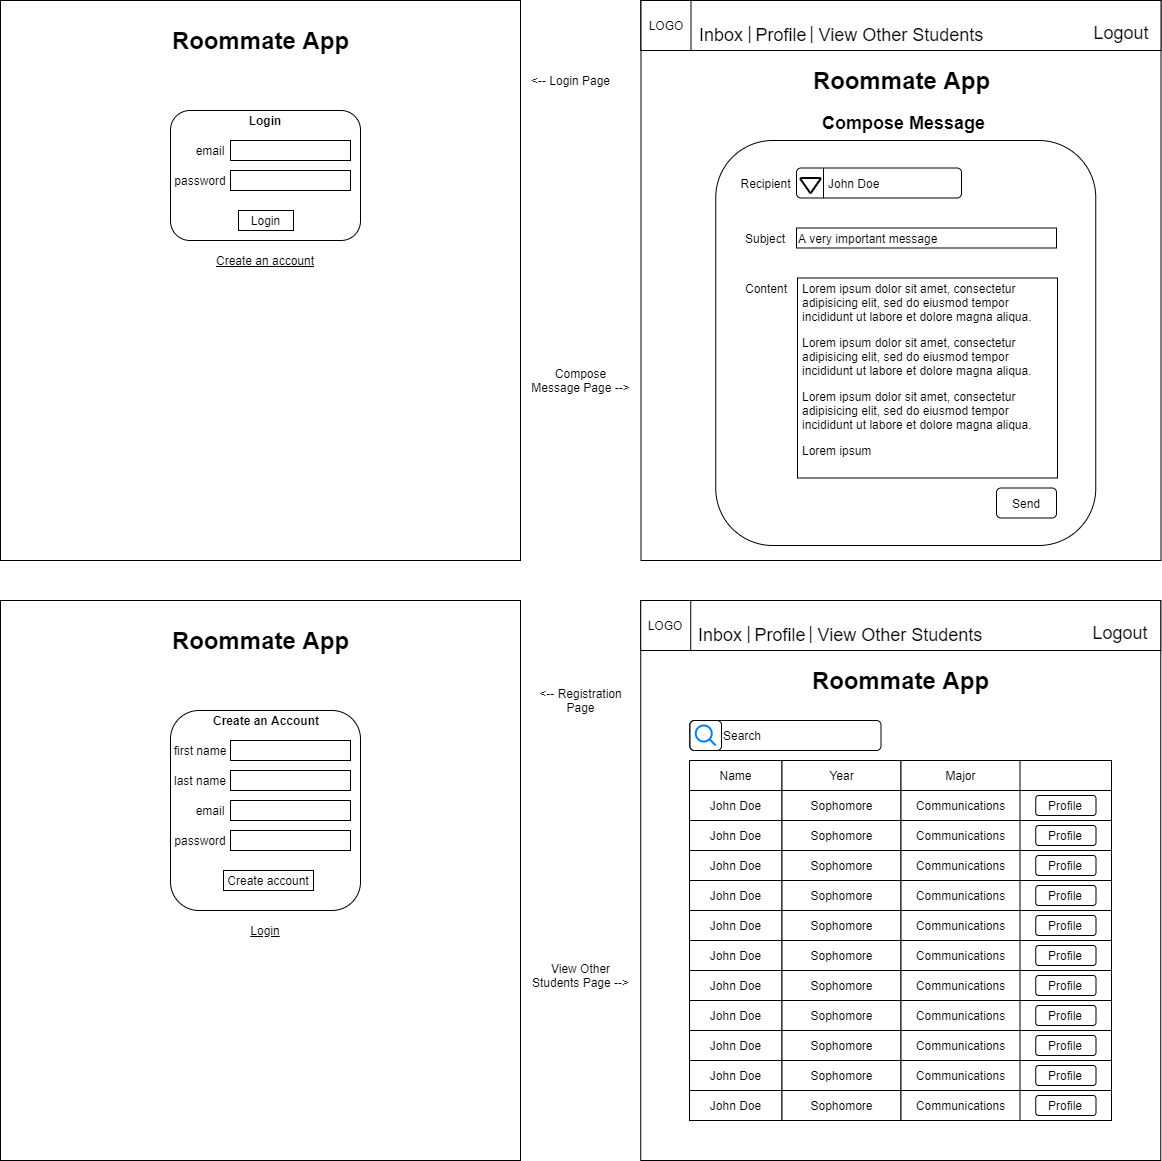 Roommate App
Login
email
password
Login
Create an account
<-- Login Page
Compose
Message Page -->
LOGO
Inbox | Profile | View Other Students
Logout
Roommate App
Compose Message
Recipient
John Doe
Subject
A very important message
Content
Lorem ipsum dolor sit amet, consectetur
adipisicing elit, sed do eiusmod tempor
incididunt ut labore et dolore magna aliqua.
Lorem ipsum dolor sit amet, consectetur
adipisicing elit, sed do eiusmod tempor
incididunt ut labore et dolore magna aliqua.
Lorem ipsum dolor sit amet, consectetur
adipisicing elit, sed do eiusmod tempor
incididunt ut labore et dolore magna aliqua.
Lorem ipsum
Send
Roommate App
Create an Account
first name
last name
email
password
Create account
Login
<-- Registration
Page
View Other
Students Page -->
LOGO
Inbox | Profile | View Other Students
Logout
Roommate App
Search
Name Year Major
John Doe Sophomore Communications Profile
John Doe Sophomore Communications Profile
John Doe Sophomore Communications Profile
John Doe Sophomore Communications Profile
John Doe Sophomore Communications Profile
John Doe Sophomore Communications Profile
John Doe Sophomore Communications Profile
John Doe Sophomore Communications Profile
John Doe Sophomore Communications Profile
John Doe Sophomore Communications Profile
John Doe Sophomore Communications Profile